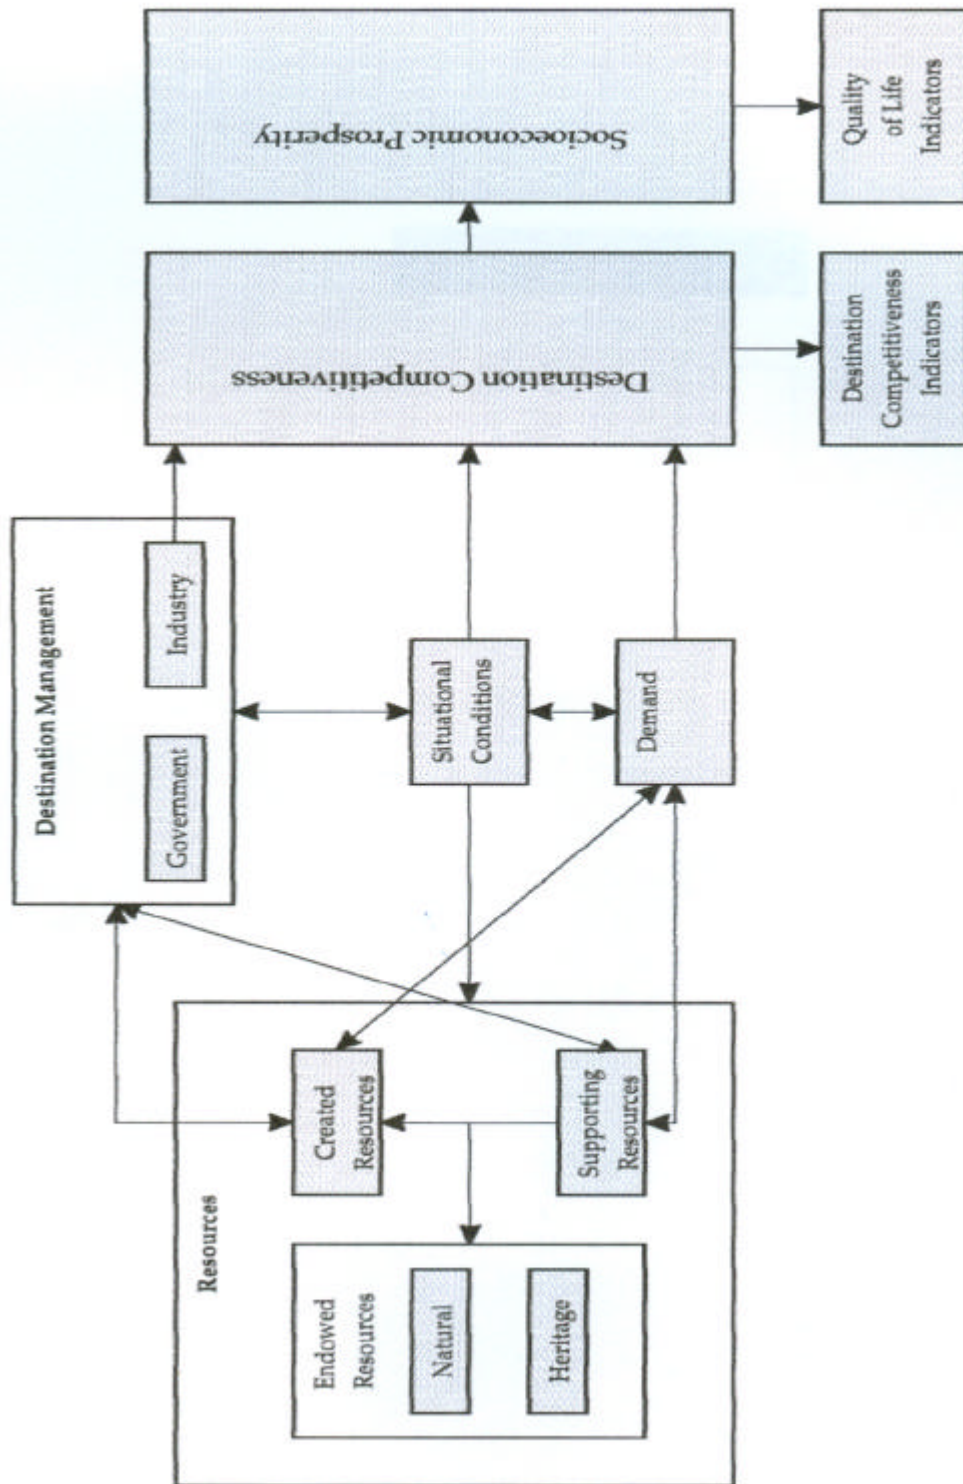 Resources
Endowed
Resources
Natural
Heritage
Created
Resources
Supporting
Resources
Destination Management
Government
Industry
Situational
Conditions
Demand
Destination Competitiveness
Socioeconomic Prosperity
Destination
Competitiveness
Indicators
Quality
of Life
Indicators